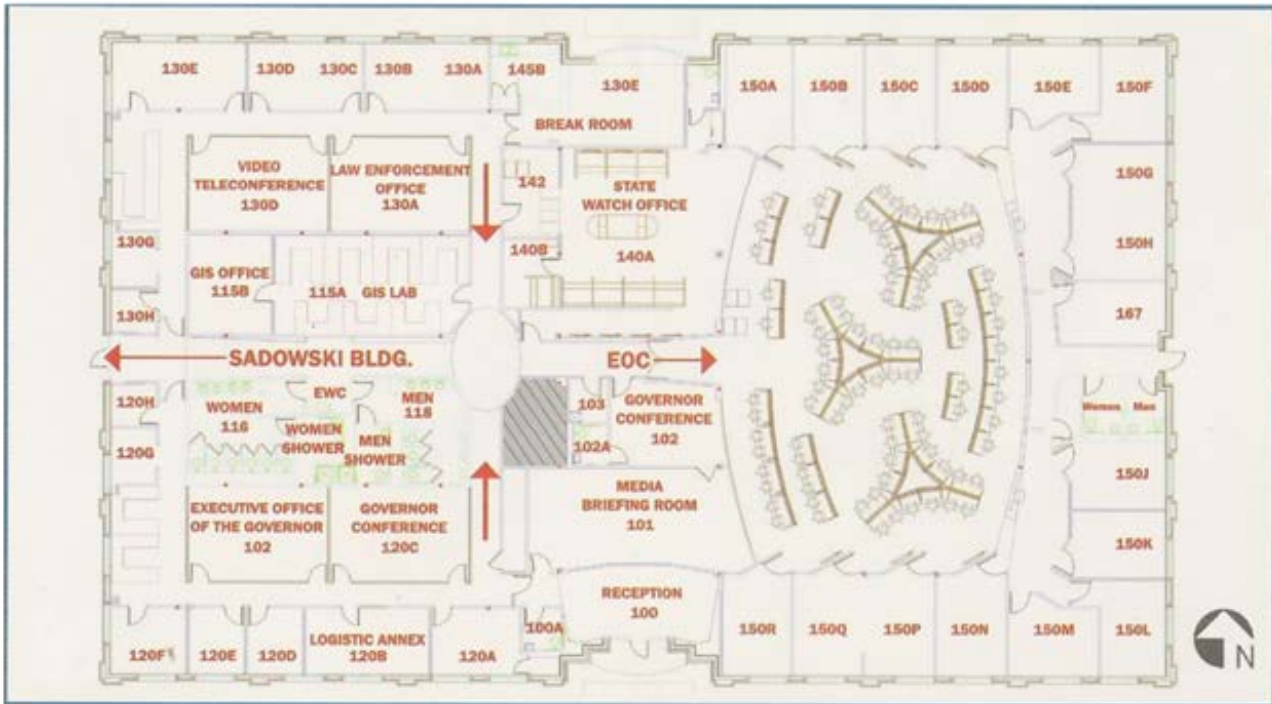 130E
130D
130C
130B
130A
145B
130E
BREAK ROOM
150A
150B
150C
150D
150E
150F
VIDEO
TELECONFERENCE
130D
LAW ENFORCEMENT
OFFICE
130A
142
STATE
WATCH OFFICE
140A
140B
150G
150H
130G
130H
GIS OFFICE
115B
115A
GIS LAB
167
SADOWSKI BLDG.
EOC
120H
120G
WOMEN
116
EWC
MEN
118
WOMEN
SHOWER
MEN
SHOWER
103
102A
GOVERNOR
CONFERENCE
102
Women
Men
150J
150K
EXECUTIVE OFFICE
OF THE GOVERNOR
102
GOVERNOR
CONFERENCE
120C
MEDIA
BRIEFING ROOM
101
RECEPTION
100
100A
120F
120E
120D
LOGISTIC ANNEX
120B
120A
150R
150Q
150P
150N
150M
150L
N